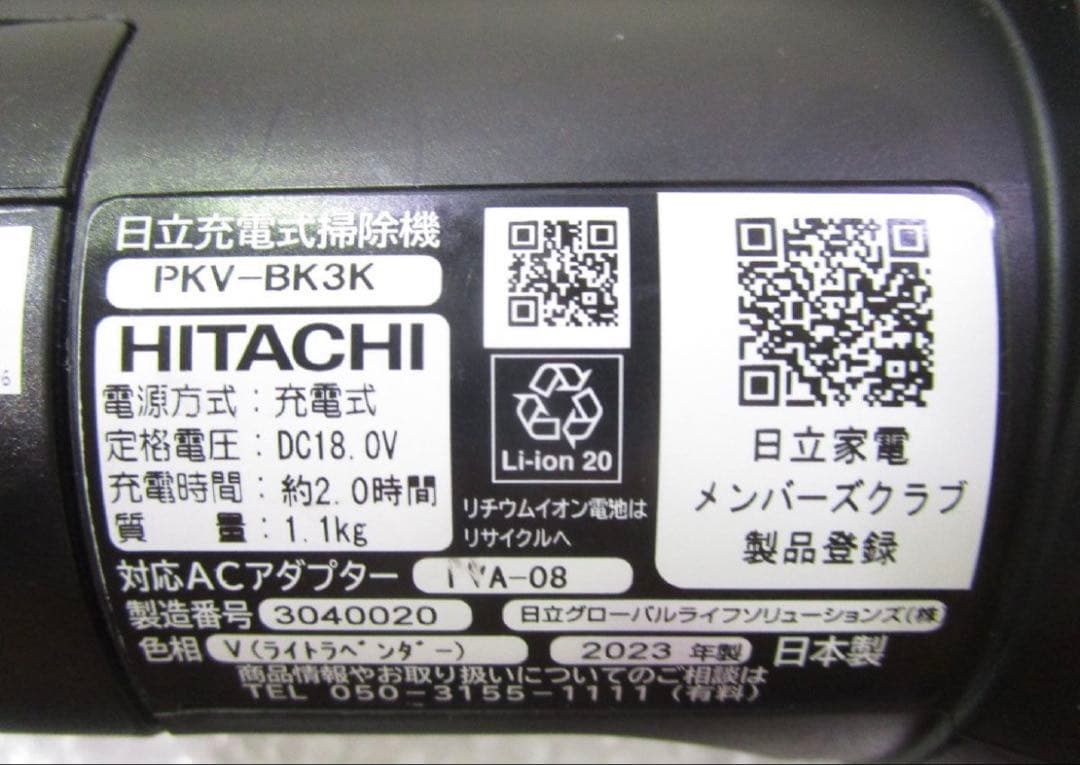 日立充電式掃除機
PKV-BK3K
HITACHI
電源方式：充電式
定格電圧：DC18.0V
充電時間：約2.0時間
質　　量：1.1kg
Li-ion 20
リチウムイオン電池は
リサイクルへ
日立家電
メンバーズクラブ
製品登録
対応ACアダプター
製造番号 3040020 日立グローバルライフソリューションズ(株
色相 V(ライトラベンダー) 2023 年製 日本製
商品情報やお取り扱いについてのご相談は
TEL 050-3155-1111(有料)